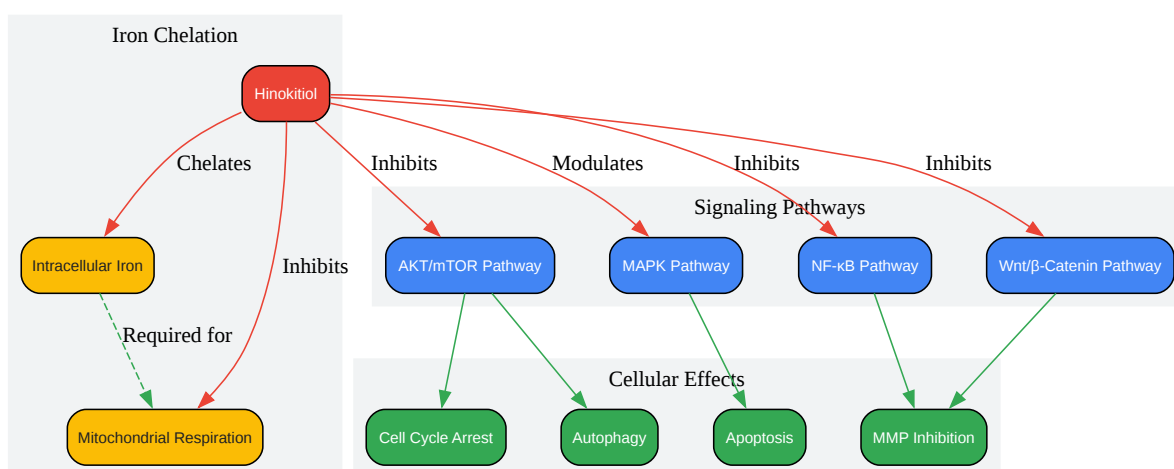 Iron Chelation
Hinokitiol
Chelates
Inhibits
Modulates
Inhibits
Inhibits
Signaling Pathways
Intracellular Iron
Inhibits
AKT/mTOR Pathway
MAPK Pathway
NF-κB Pathway
Wnt/β-Catenin Pathway
Required for
Cellular Effects
Mitochondrial Respiration
Cell Cycle Arrest
Autophagy
Apoptosis
MMP Inhibition